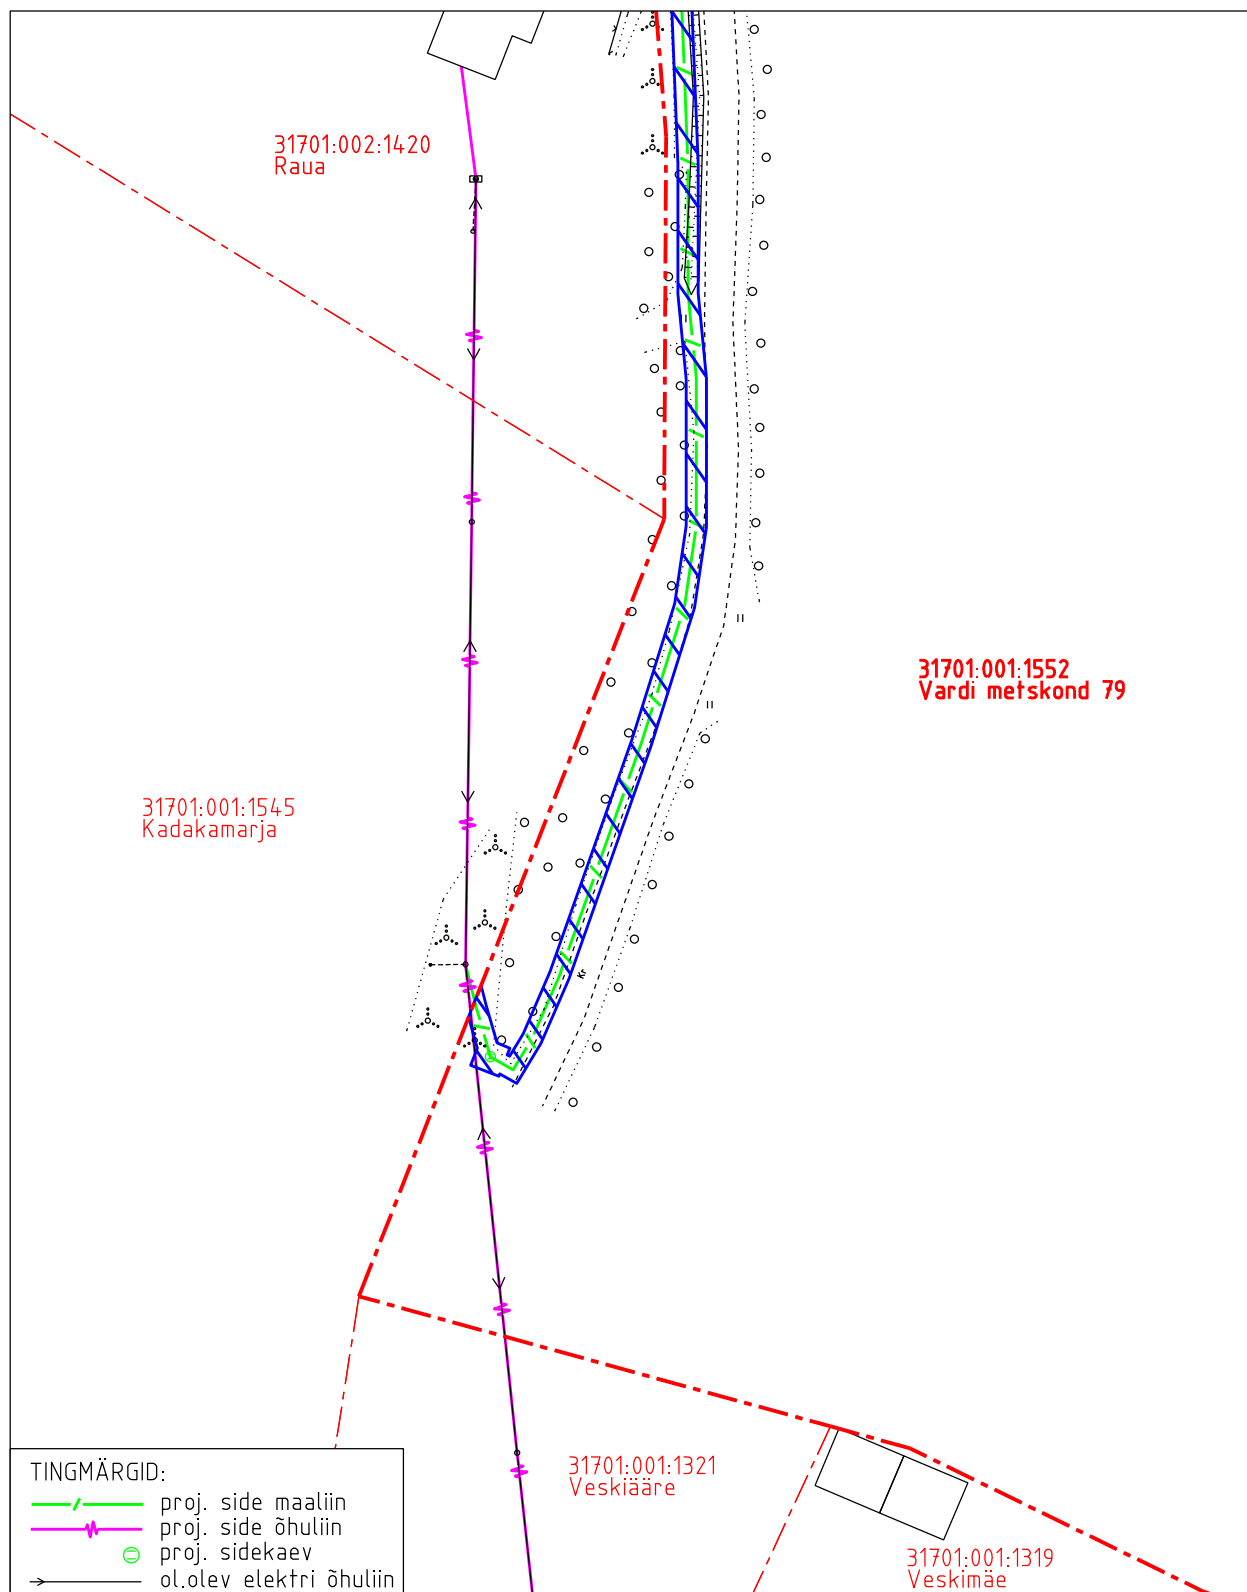 31701:002:1420
Raua
31701:001:1552
Vardi metskond 79
31701:001:1545
Kadakamarja
Kr
31701:001:1321
Veskiääre
31701:001:1319
Veskimäe
TINGMÄRGID:
proj. side maaliin
proj. side õhuliin
proj. sidekaev
ol.olev elektri õhuliin